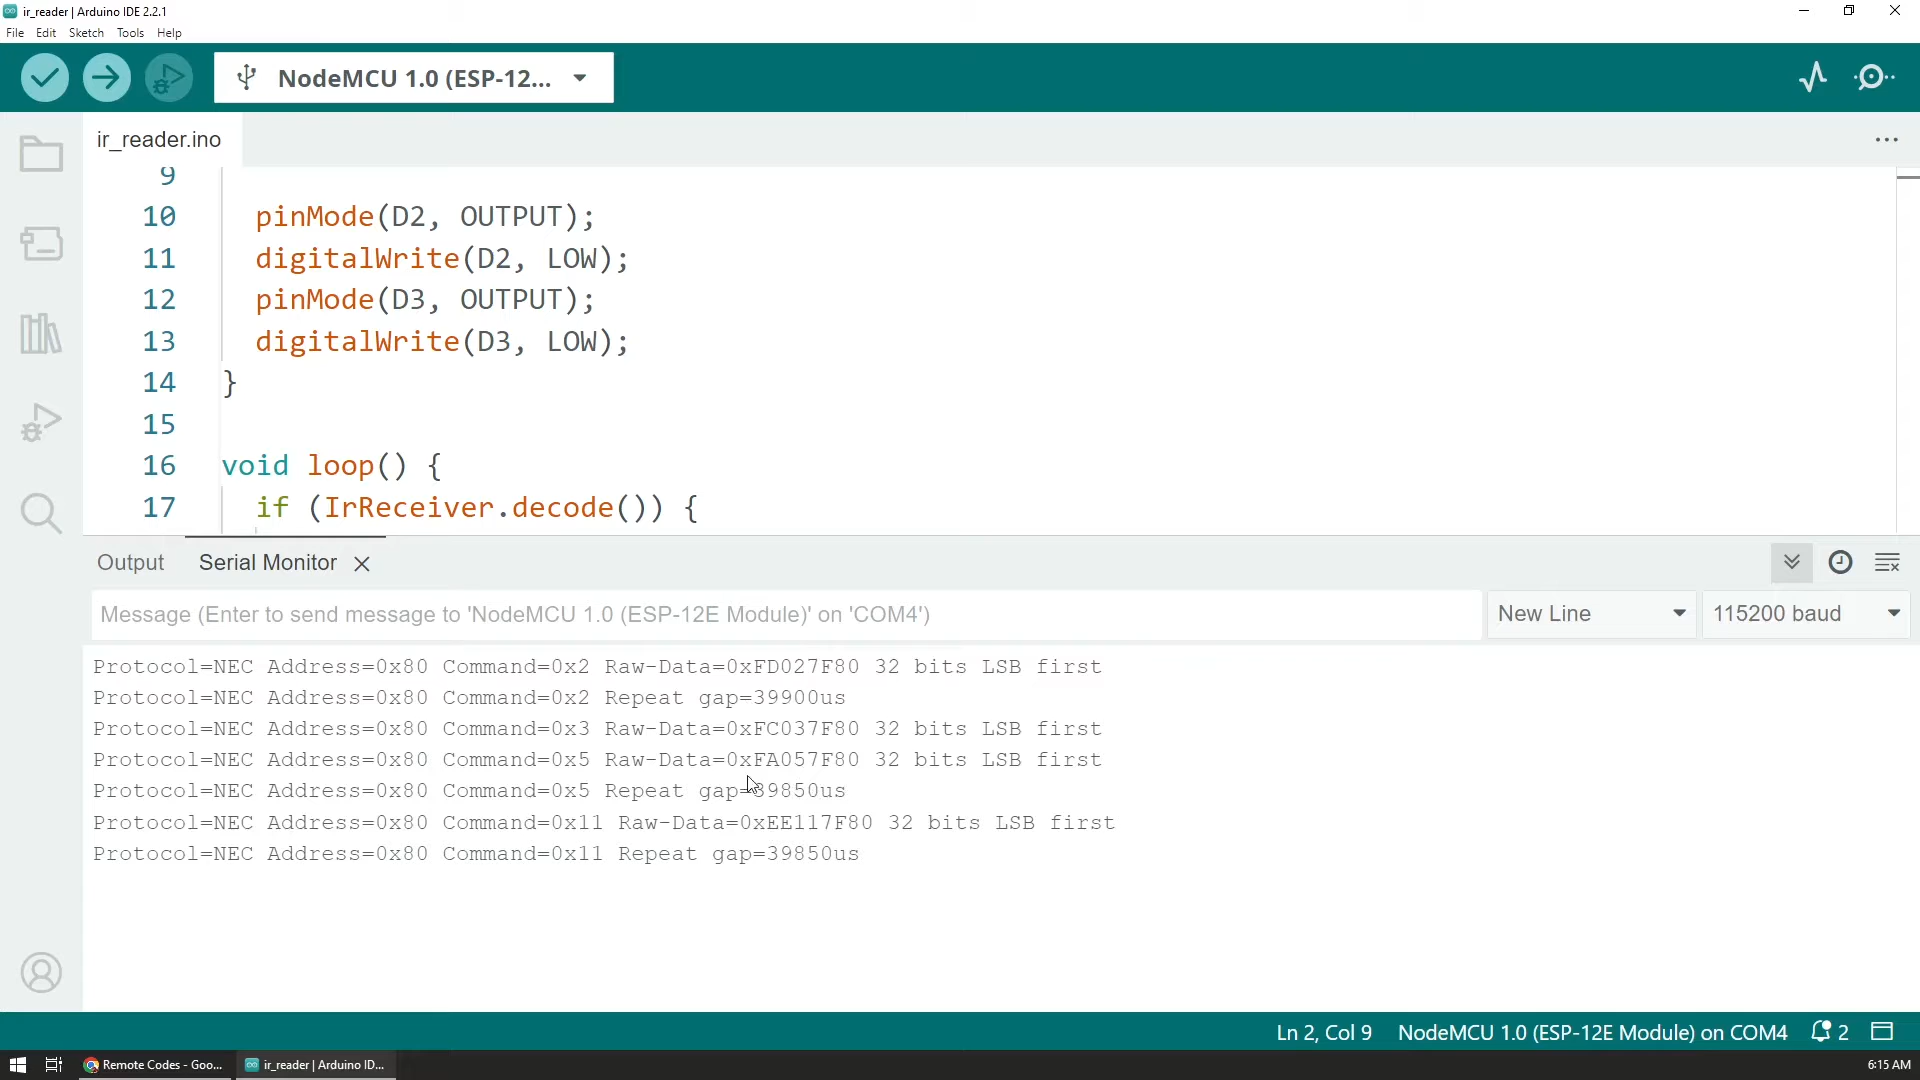 ir_reader | Arduino IDE 2.2.1
File Edit Sketch Tools Help
NodeMCU 1.0 (ESP-12...
ir_reader.ino
9
10 pinMode(D2, OUTPUT);
11 digitalWrite(D2, LOW);
12 pinMode(D3, OUTPUT);
13 digitalWrite(D3, LOW);
14 }
15
16 void loop() {
17 if (IrReceiver.decode()) {
Output Serial Monitor
Message (Enter to send message to 'NodeMCU 1.0 (ESP-12E Module)' on 'COM4') New Line 115200 baud
Protocol=NEC Address=0x80 Command=0x2 Raw-Data=0xFD027F80 32 bits LSB first
Protocol=NEC Address=0x80 Command=0x2 Repeat gap=39900us
Protocol=NEC Address=0x80 Command=0x3 Raw-Data=0xFC037F80 32 bits LSB first
Protocol=NEC Address=0x80 Command=0x5 Raw-Data=0xFA057F80 32 bits LSB first
Protocol=NEC Address=0x80 Command=0x5 Repeat gap=39850us
Protocol=NEC Address=0x80 Command=0x11 Raw-Data=0xEE117F80 32 bits LSB first
Protocol=NEC Address=0x80 Command=0x11 Repeat gap=39850us
Ln 2, Col 9 NodeMCU 1.0 (ESP-12E Module) on COM4 2
Remote Codes - Goo... ir_reader | Arduino ID... 6:15 AM